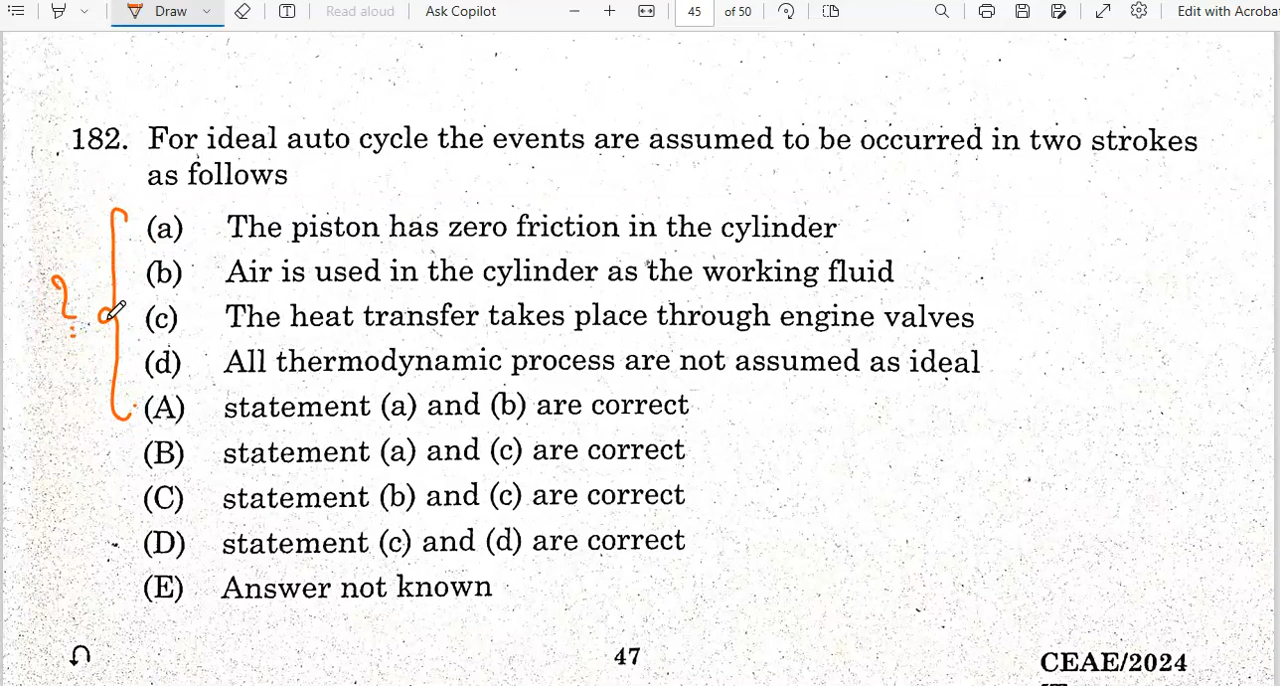 Draw Read aloud Ask Copilot 45 of 50 Edit with Acroba
182. For ideal auto cycle the events are assumed to be occurred in two strokes
as follows
(a) The piston has zero friction in the cylinder
(b) Air is used in the cylinder as the working fluid
(c) The heat transfer takes place through engine valves
(d) All thermodynamic process are not assumed as ideal
(A) statement (a) and (b) are correct
(B) statement (a) and (c) are correct
(C) statement (b) and (c) are correct
(D) statement (c) and (d) are correct
(E) Answer not known
47
CEAE/2024